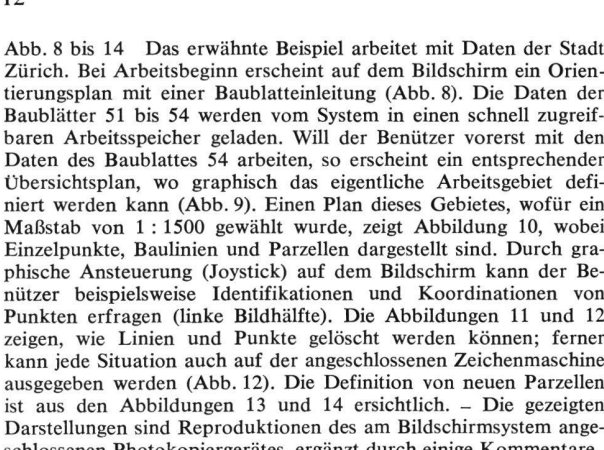 12
Abb. 8 bis 14 Das erwähnte Beispiel arbeitet mit Daten der Stadt
Zürich. Bei Arbeitsbeginn erscheint auf dem Bildschirm ein Orien-
tierungsplan mit einer Baublatteinleitung (Abb. 8). Die Daten der
Baublätter 51 bis 54 werden vom System in einen schnell zugreif-
baren Arbeitsspeicher geladen. Will der Benützer vorerst mit den
Daten des Baublattes 54 arbeiten, so erscheint ein entsprechender
Übersichtsplan, wo graphisch das eigentliche Arbeitsgebiet defi-
niert werden kann (Abb. 9). Einen Plan dieses Gebietes, wofür ein
Maßstab von 1 : 1500 gewählt wurde, zeigt Abbildung 10, wobei
Einzelpunkte, Baulinien und Parzellen dargestellt sind. Durch gra-
phische Ansteuerung (Joystick) auf dem Bildschirm kann der Be-
nützer beispielsweise Identifikationen und Koordinationen von
Punkten erfragen (linke Bildhälfte). Die Abbildungen 11 und 12
zeigen, wie Linien und Punkte gelöscht werden können; ferner
kann jede Situation auch auf der angeschlossenen Zeichenmaschine
ausgegeben werden (Abb. 12). Die Definition von neuen Parzellen
ist aus den Abbildungen 13 und 14 ersichtlich. – Die gezeigten
Darstellungen sind Reproduktionen des am Bildschirmsystem ange-
schlossenen Photokopiergerätes, ergänzt durch einige Kommentare.